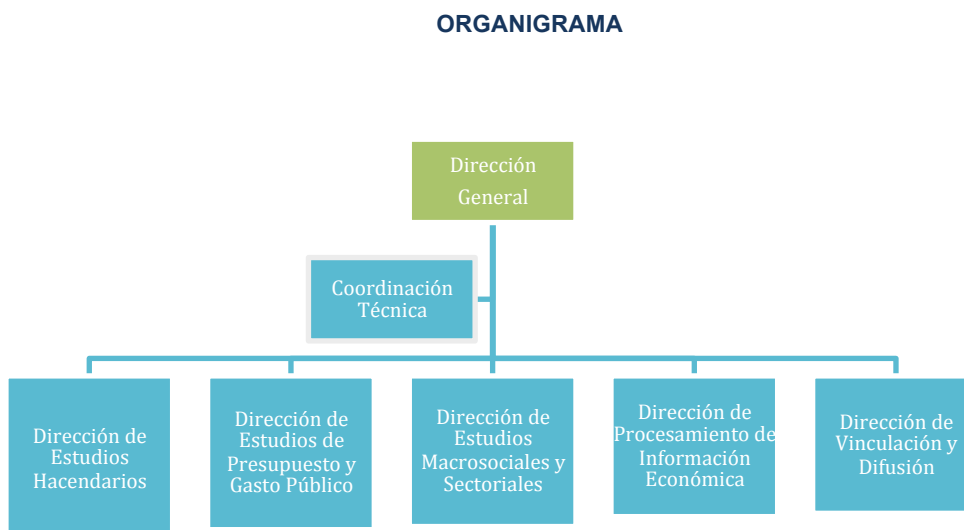 ORGANIGRAMA
Dirección
General
Coordinación
Técnica
Dirección de
Estudios
Hacendarios
Dirección de
Estudios de
Presupuesto y
Gasto Público
Dirección de
Estudios
Macrosociales y
Sectoriales
Dirección de
Procesamiento de
Información
Económica
Dirección de
Vinculación y
Difusión